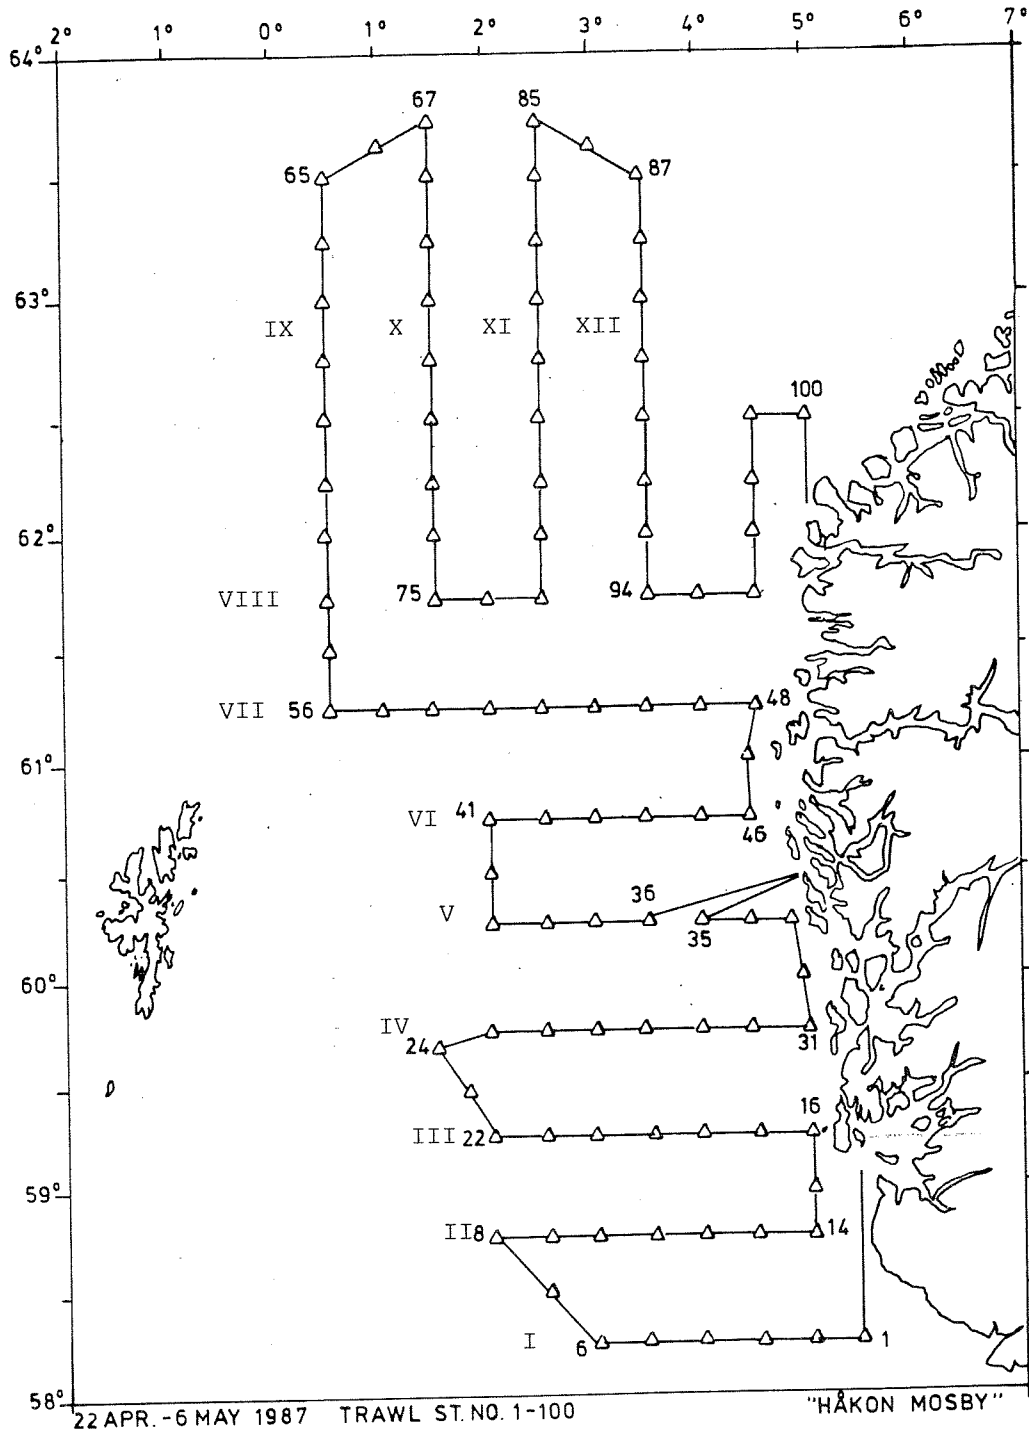 2° 1° 0° 1° 2° 3° 4° 5° 6° 7°
64°
67 85
65 87
63°
IX X XI XII
100
62°
VIII 75 94
VII 56 48
61°
VI 41 46
36
V 35
60°
IV 24 31
16
III 22
59°
II 8 14
I 6 1
58°
22 APR.-6 MAY 1987 TRAWL ST. NO. 1-100 "HÅKON MOSBY"